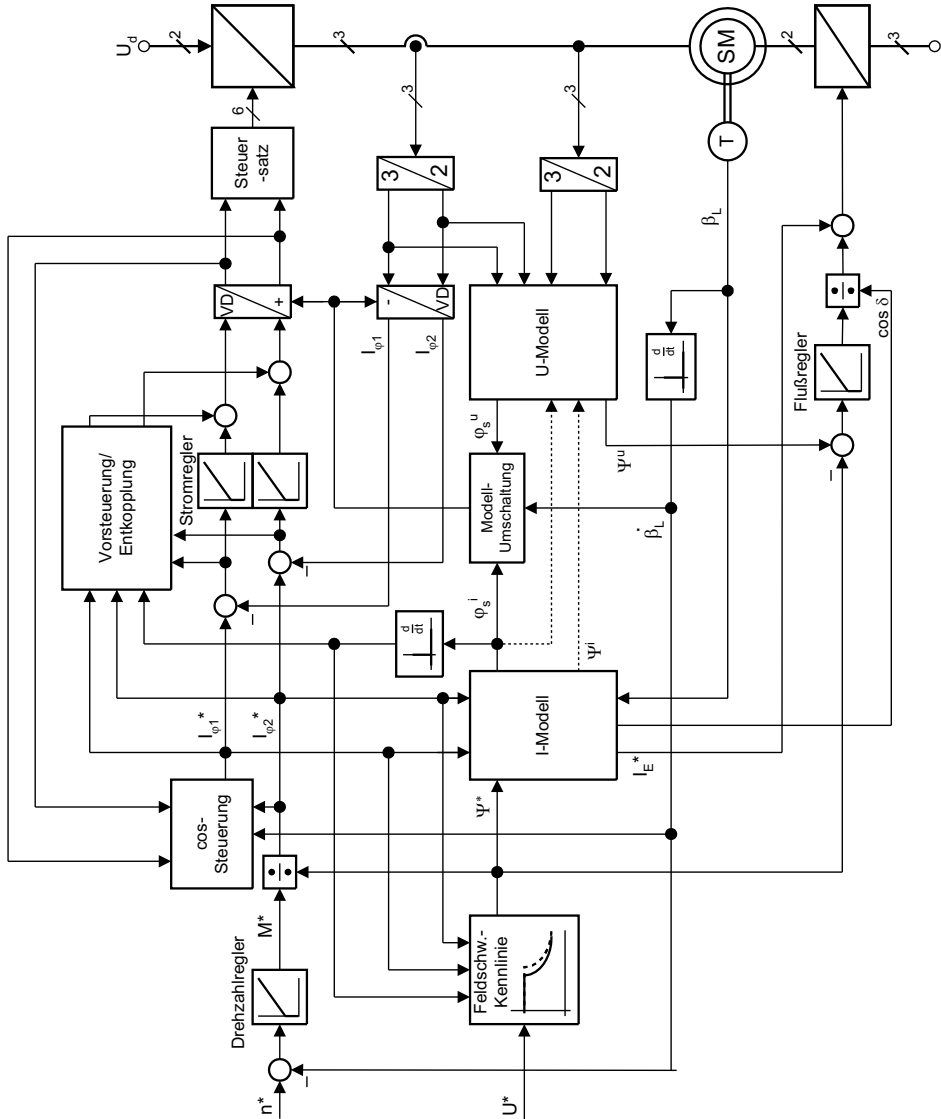 n*
Drehzahlregler
M*
cos-
Steuerung
I_φ1*
I_φ2*
Vorsteuerung/
Entkopplung
Stromregler
VD
+
Steuer
-satz
6
U_d
2
3
U*
Feldschw.-
Kennlinie
Ψ*
I-Modell
φ_s^i
Ψ^i
d
dt
Modell-
Umschaltung
φ_s^u
Ψ^u
U-Modell
I_φ1
I_φ2
-
VD
3
2
3
3
2
3
I_E*
β̇_L
d
dt
β_L
T
SM
Flußregler
cos δ
2
3
–
–
–
–